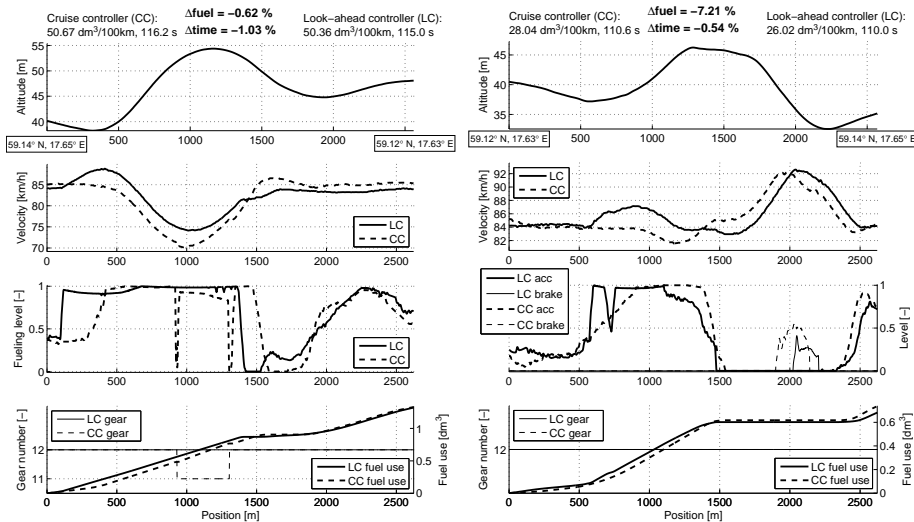 Cruise controller (CC):
50.67 dm³/100km, 116.2 s
Δfuel = −0.62 %
Δtime = −1.03 %
Look-ahead controller (LC):
50.36 dm³/100km, 115.0 s
Altitude [m]
55
50
45
40
500
1000
1500
2000
59.14° N, 17.65° E
59.12° N, 17.63° E
Velocity [km/h]
85
80
75
70
LC
CC
0
500
1000
1500
2000
2500
Fueling level [–]
1
0.5
0
LC
CC
0
500
1000
1500
2000
2500
Gear number [–]
12
11
LC gear
CC gear
LC fuel use
CC fuel use
1
0.5
0
Fuel use [dm³]
0
500
1000
1500
2000
2500
Position [m]
Cruise controller (CC):
28.04 dm³/100km, 110.6 s
Δfuel = −7.21 %
Δtime = −0.54 %
Look-ahead controller (LC):
26.02 dm³/100km, 110.0 s
Altitude [m]
45
40
35
500
1000
1500
2000
59.12° N, 17.63° E
59.14° N, 17.65° E
Velocity [km/h]
92
90
88
86
84
82
LC
CC
0
500
1000
1500
2000
2500
LC acc
LC brake
CC acc
CC brake
1
0.5
0
Level [–]
0
500
1000
1500
2000
2500
Gear number [–]
12
LC gear
CC gear
LC fuel use
CC fuel use
0.6
0.4
0.2
0
Fuel use [dm³]
0
500
1000
1500
2000
2500
Position [m]